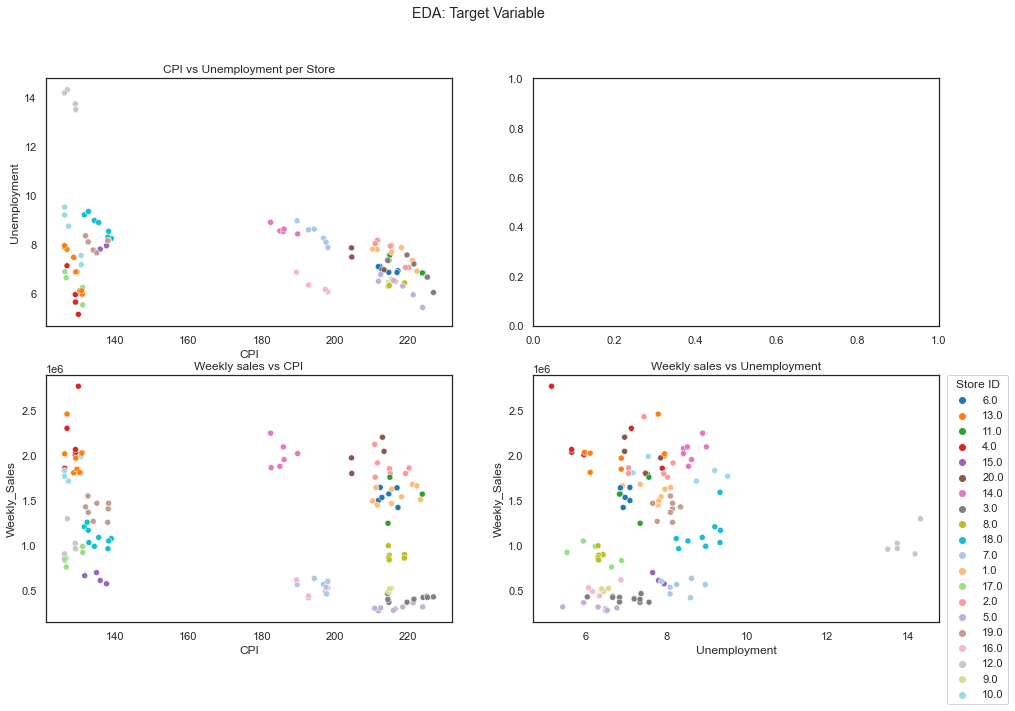 EDA: Target Variable
CPI vs Unemployment per Store
14
12
10
8
6
Unemployment
140 160 180 200 220
CPI
1.0
0.8
0.6
0.4
0.2
0.0
0.0 0.2 0.4 0.6 0.8 1.0
Weekly sales vs CPI
1e6
2.5
2.0
1.5
1.0
0.5
Weekly_Sales
140 160 180 200 220
CPI
Weekly sales vs Unemployment
1e6
2.5
2.0
1.5
1.0
0.5
Weekly_Sales
6 8 10 12 14
Unemployment
Store ID
6.0
13.0
11.0
4.0
15.0
20.0
14.0
3.0
8.0
18.0
7.0
1.0
17.0
2.0
5.0
19.0
16.0
12.0
9.0
10.0